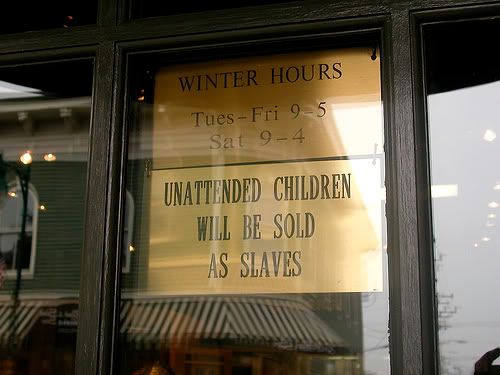 WINTER HOURS
Tues-Fri 9-5
Sat 9-4
UNATTENDED CHILDREN
WILL BE SOLD
AS SLAVES